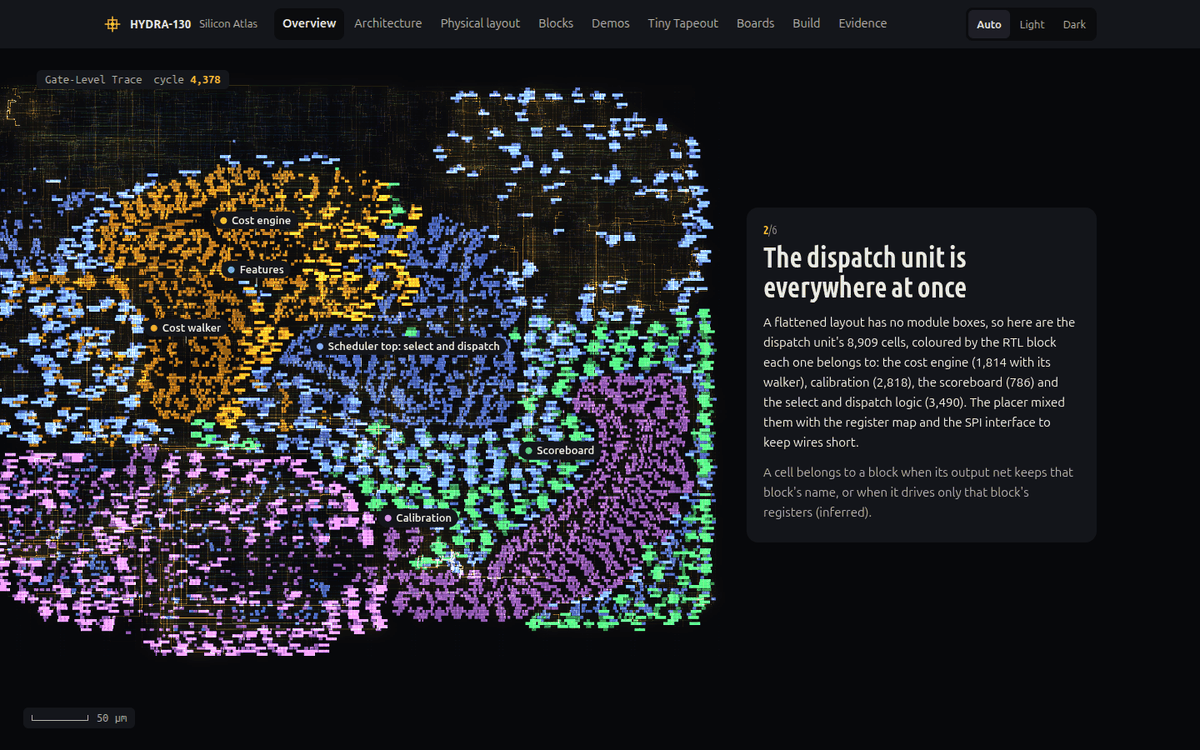 HYDRA-130 Silicon Atlas Overview Architecture Physical layout Blocks Demos Tiny Tapeout Boards Build Evidence Auto Light Dark
Gate-Level Trace cycle 4,378
Cost engine
Features
Cost walker
Scheduler top: select and dispatch
Scoreboard
Calibration
50 µm
2/6
The dispatch unit is
everywhere at once
A flattened layout has no module boxes, so here are the
dispatch unit's 8,909 cells, coloured by the RTL block
each one belongs to: the cost engine (1,814 with its
walker), calibration (2,818), the scoreboard (786) and
the select and dispatch logic (3,490). The placer mixed
them with the register map and the SPI interface to
keep wires short.
A cell belongs to a block when its output net keeps that
block's name, or when it drives only that block's
registers (inferred).